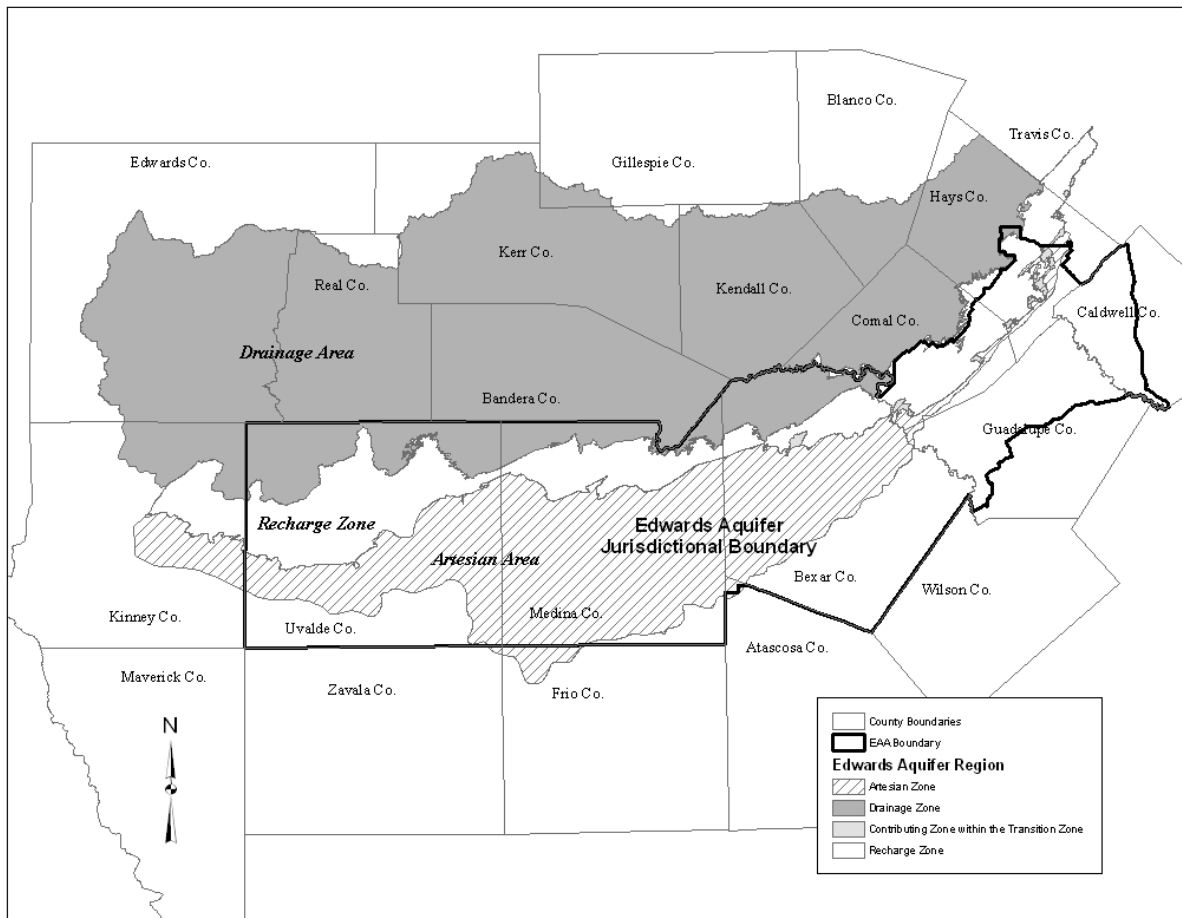 Blanco Co.
Travis Co.
Edwards Co.
Gillespie Co.
Hays Co.
Kerr Co.
Real Co.
Kendall Co.
Comal Co.
Caldwell Co.
Drainage Area
Bandera Co.
Guadalupe Co.
Recharge Zone
Edwards Aquifer
Jurisdictional Boundary
Artesian Area
Bexar Co.
Wilson Co.
Kinney Co.
Uvalde Co.
Medina Co.
Atascosa Co.
Maverick Co.
Zavala Co.
Frio Co.
N
County Boundaries
EAA Boundary
Edwards Aquifer Region
Artesian Zone
Drainage Zone
Contributing Zone within the Transition Zone
Recharge Zone